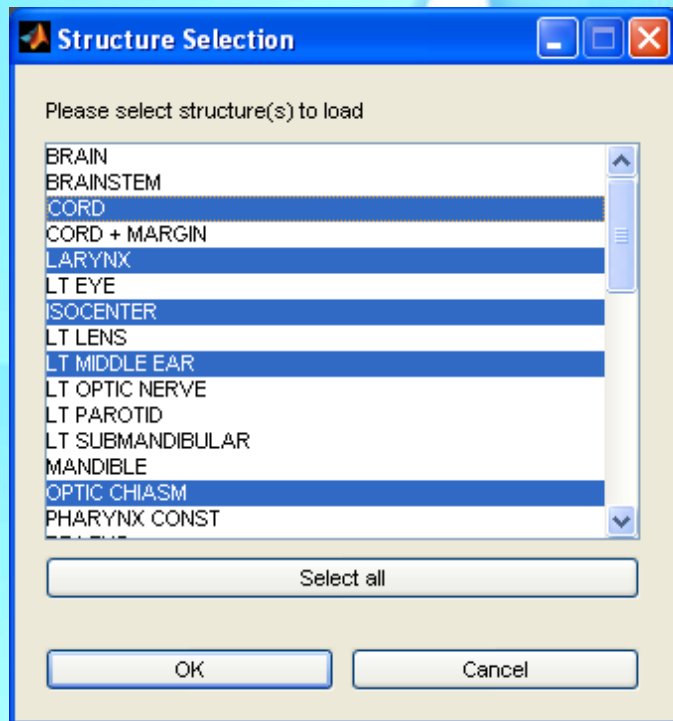 Structure Selection
Please select structure(s) to load
BRAIN
BRAINSTEM
CORD
CORD + MARGIN
LARYNX
LT EYE
ISOCENTER
LT LENS
LT MIDDLE EAR
LT OPTIC NERVE
LT PAROTID
LT SUBMANDIBULAR
MANDIBLE
OPTIC CHIASM
PHARYNX CONST
Select all
OK
Cancel